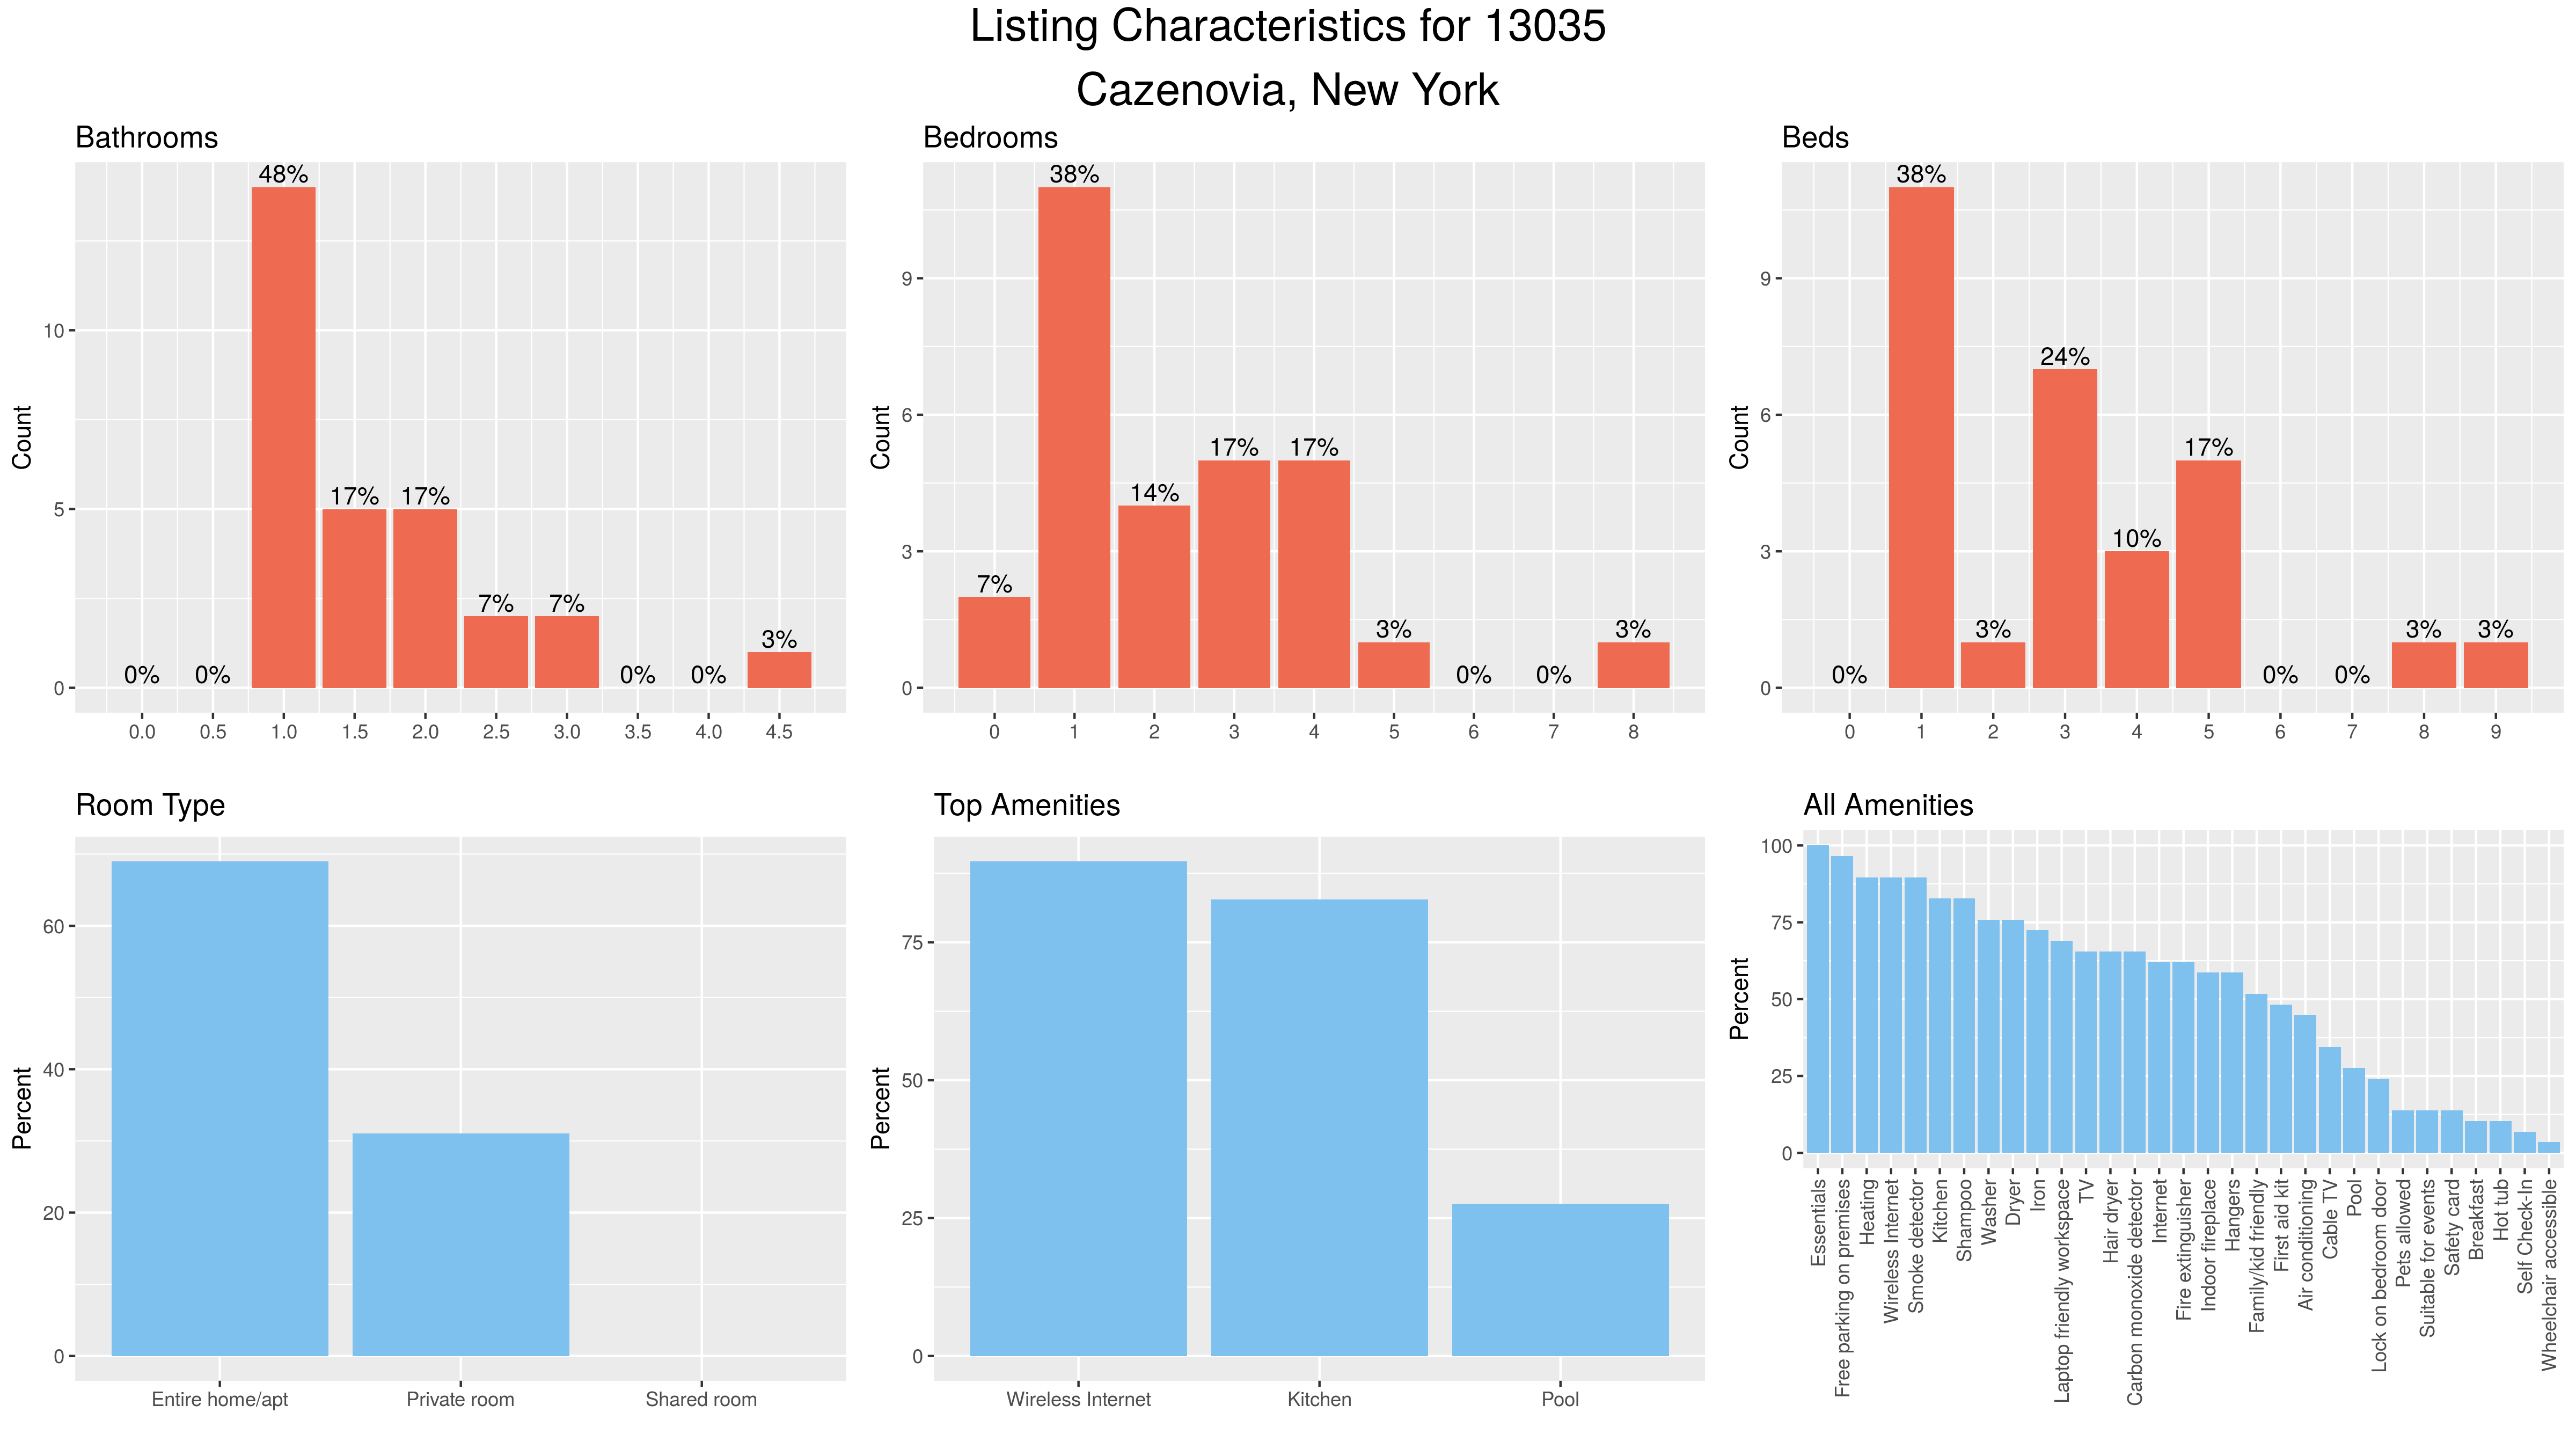 Listing Characteristics for 13035
Cazenovia, New York
Bathrooms
Count
10
5
0
0% 0% 48% 17% 17% 7% 7% 0% 0% 3%
0.0 0.5 1.0 1.5 2.0 2.5 3.0 3.5 4.0 4.5
Bedrooms
Count
9
6
3
0
7% 38% 14% 17% 17% 3% 0% 0% 3%
0 1 2 3 4 5 6 7 8
Beds
Count
9
6
3
0
0% 38% 3% 24% 10% 17% 0% 0% 3% 3%
0 1 2 3 4 5 6 7 8 9
Room Type
Percent
60
40
20
0
Entire home/apt Private room Shared room
Top Amenities
Percent
75
50
25
0
Wireless Internet Kitchen Pool
All Amenities
Percent
100
75
50
25
0
Essentials
Free parking on premises
Heating
Wireless Internet
Smoke detector
Kitchen
Shampoo
Washer
Dryer
Iron
Laptop friendly workspace
TV
Hair dryer
Carbon monoxide detector
Internet
Fire extinguisher
Indoor fireplace
Hangers
Family/kid friendly
First aid kit
Air conditioning
Cable TV
Pool
Lock on bedroom door
Pets allowed
Suitable for events
Safety card
Breakfast
Hot tub
Self Check-In
Wheelchair accessible